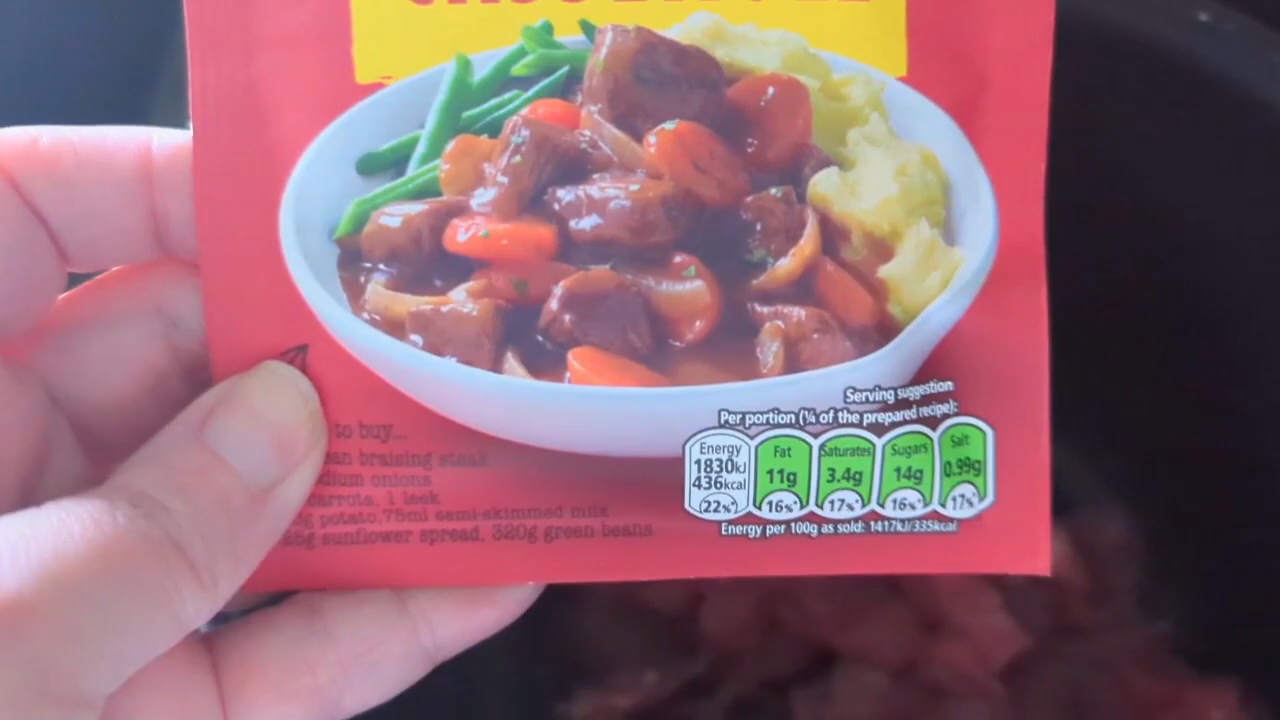 Serving suggestion
Per portion (¼ of the prepared recipe):
Energy
1830kJ
436kcal
(22%*)
Fat
11g
16%*
Saturates
3.4g
17%*
Sugars
14g
16%*
Salt
0.99g
17%*
Energy per 100g as sold: 1417kJ/335kcal
to buy...
braising steak
onions
carrots, 1 leek
potato, 75ml semi-skimmed milk
sunflower spread, 320g green beans